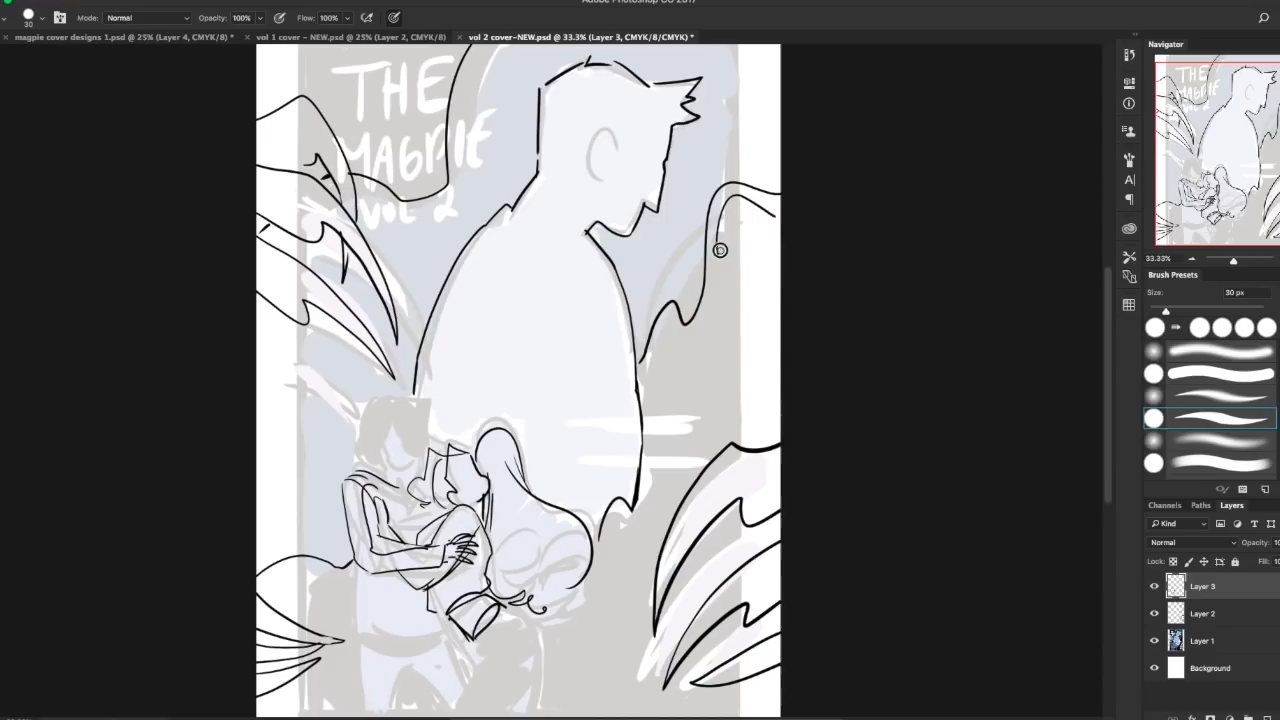 Adobe Photoshop CC 2017
30
Mode: Normal
Opacity: 100%
Flow: 100%
magpie cover designs 1.psd @ 25% (Layer 4, CMYK/8) *
vol 1 cover - NEW.psd @ 25% (Layer 2, CMYK/8)
vol 2 cover-NEW.psd @ 33.3% (Layer 3, CMYK/8/CMYK) *
THE
MAGPIE
VOL 2
Navigator
33.33%
Brush Presets
Size:
30 px
Channels
Paths
Layers
Kind
Normal
Opacity:
Lock:
Fill:
Layer 3
Layer 2
Layer 1
Background